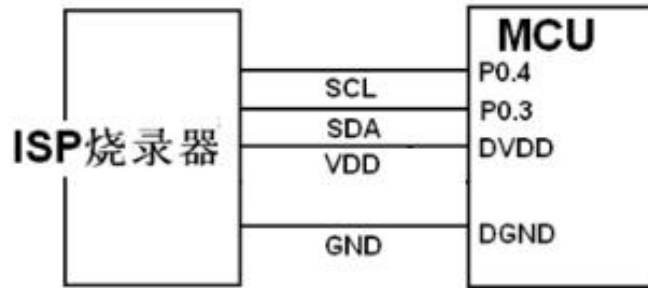 MCU
P0.4
SCL
P0.3
SDA
ISP烧录器
DVDD
VDD
DGND
GND